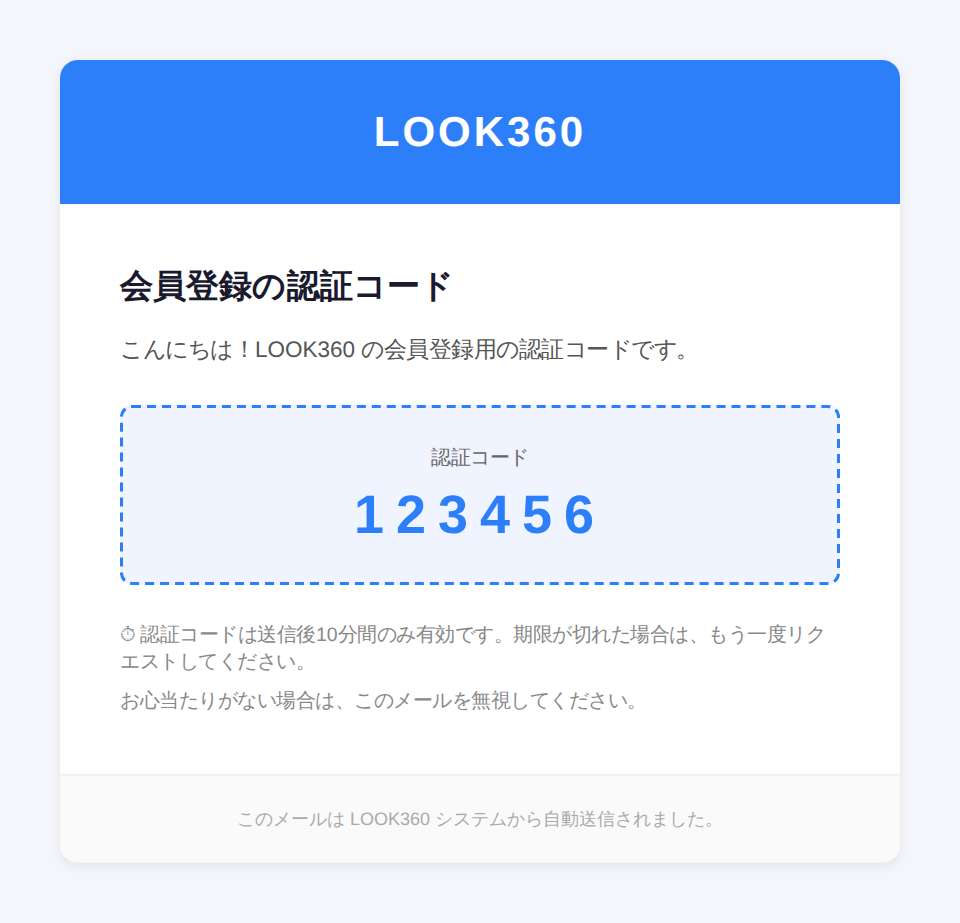 LOOK360
会員登録の認証コード
こんにちは！LOOK360 の会員登録用の認証コードです。
認証コード
123456
⏱ 認証コードは送信後10分間のみ有効です。期限が切れた場合は、もう一度リク
エストしてください。
お心当たりがない場合は、このメールを無視してください。
このメールは LOOK360 システムから自動送信されました。